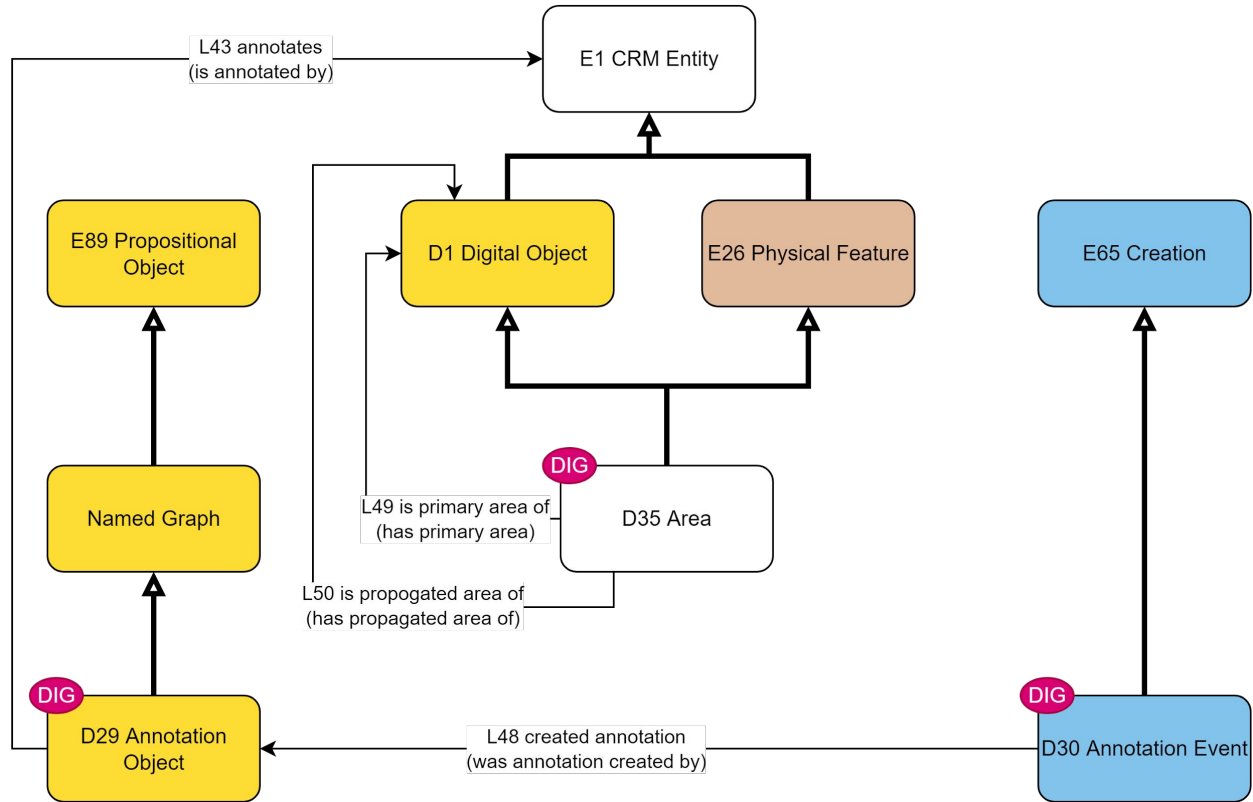 L43 annotates
(is annotated by)
E1 CRM Entity
E89 Propositional
Object
D1 Digital Object
E26 Physical Feature
E65 Creation
DIG
Named Graph
L49 is primary area of
(has primary area)
D35 Area
L50 is propogated area of
(has propagated area of)
DIG
D29 Annotation
Object
L48 created annotation
(was annotation created by)
DIG
D30 Annotation Event